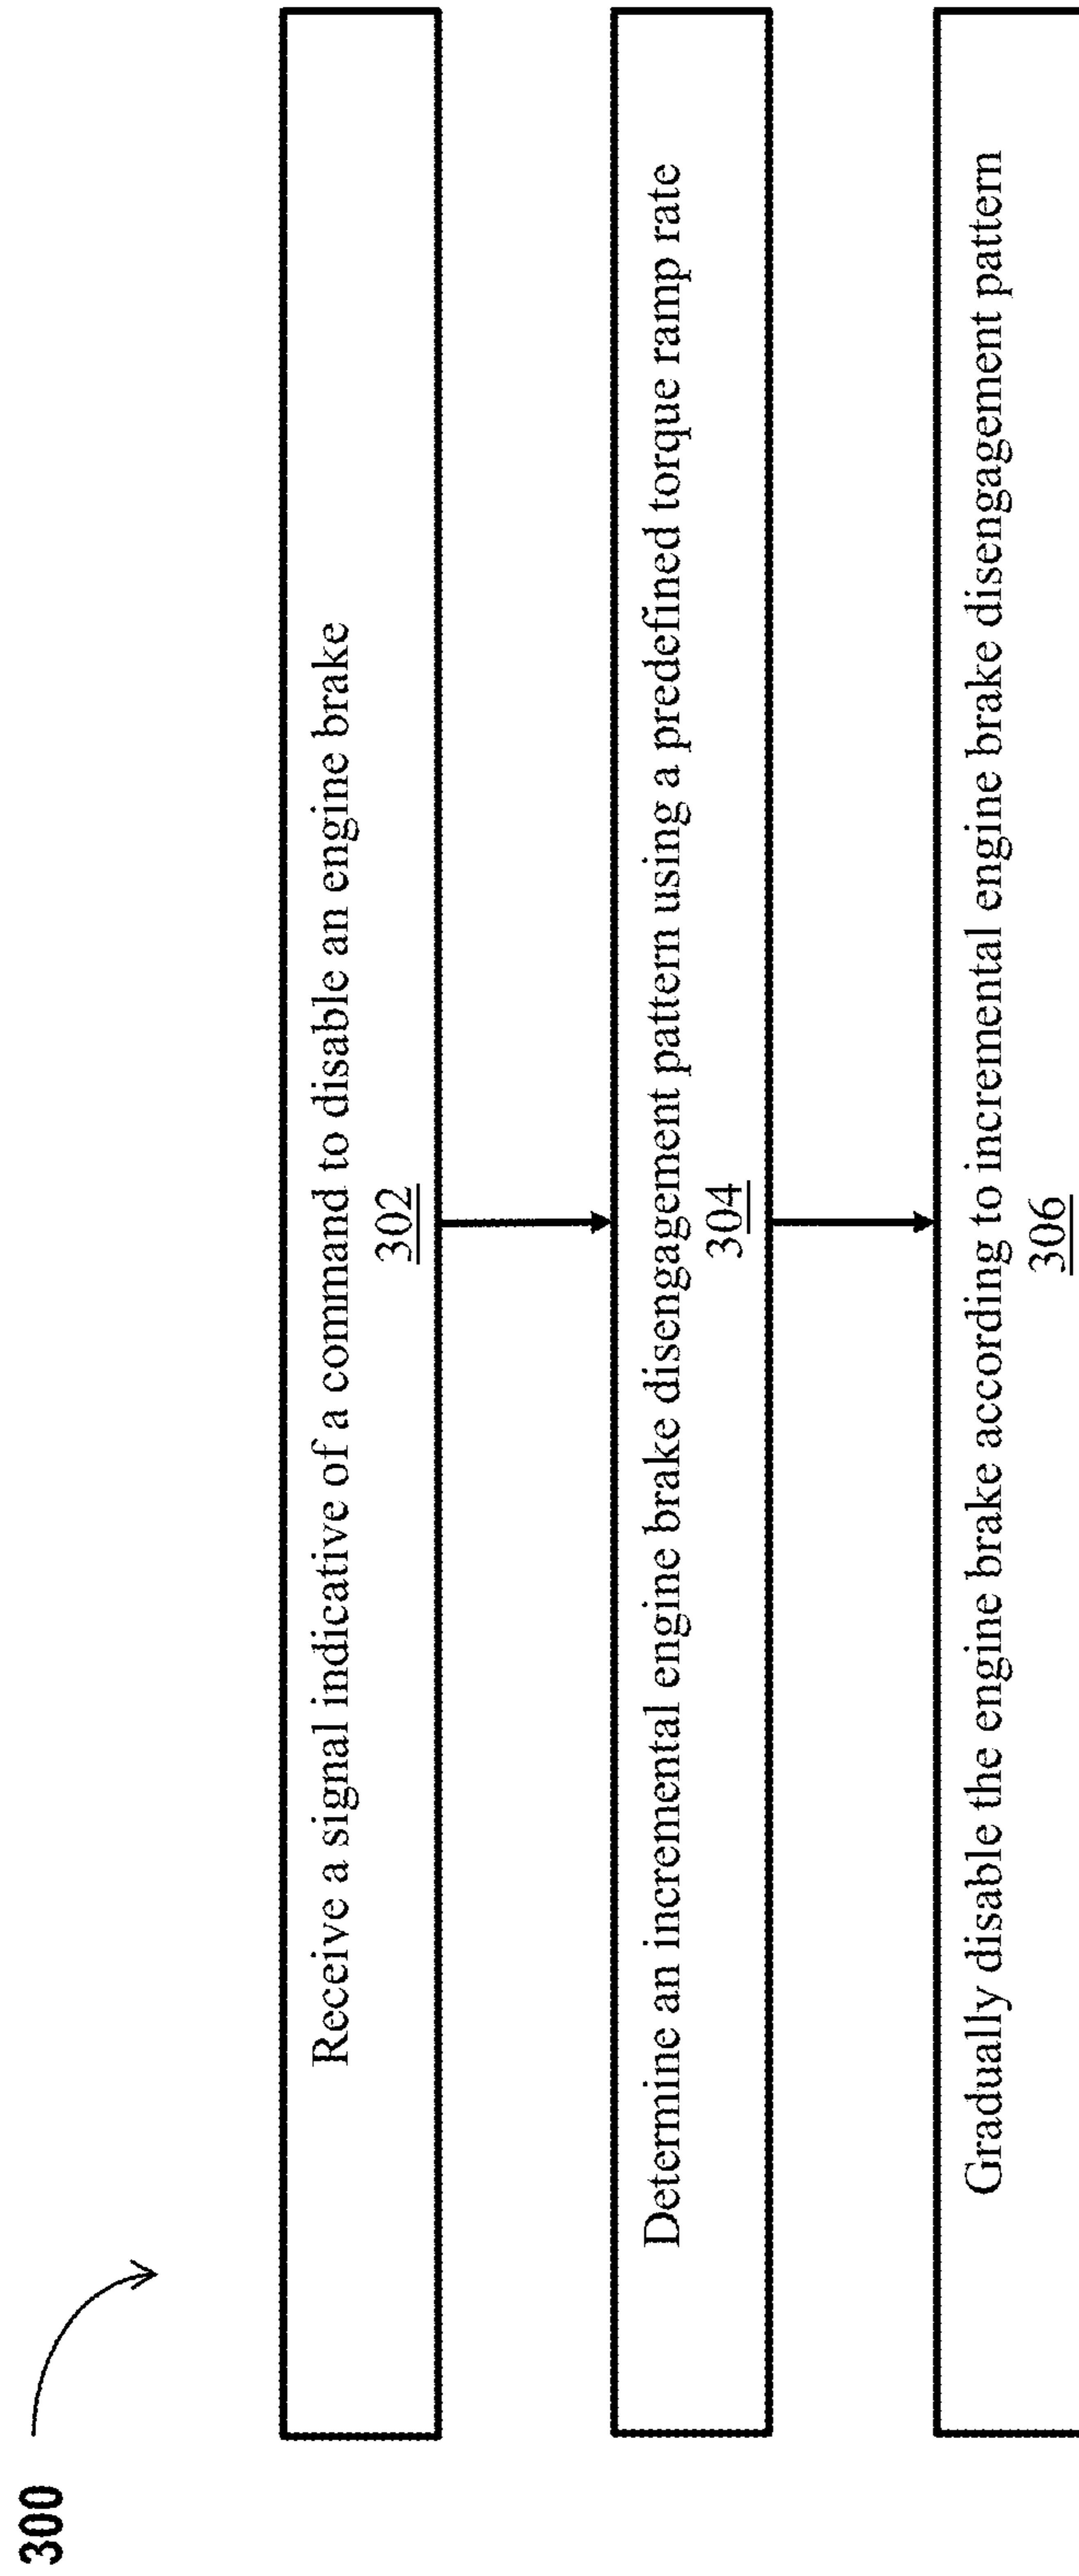 300
Receive a signal indicative of a command to disable an engine brake
302
Determine an incremental engine brake disengagement pattern using a predefined torque ramp rate
304
Gradually disable the engine brake according to incremental engine brake disengagement pattern
306